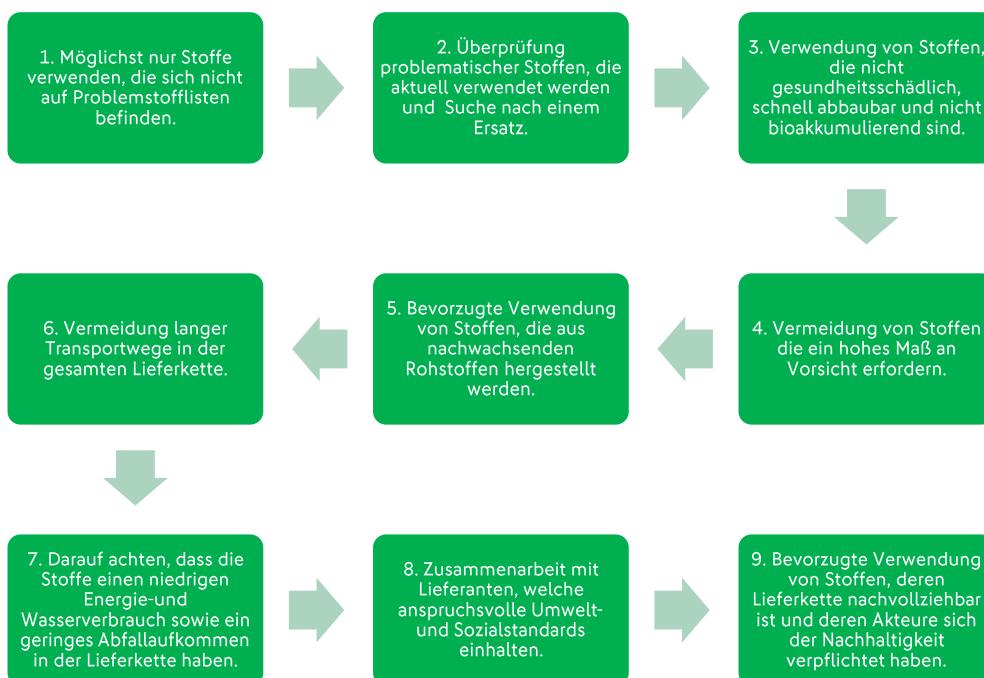 1. Möglichst nur Stoffe
verwenden, die sich nicht
auf Problemstofflisten
befinden.
2. Überprüfung
problematischer Stoffen, die
aktuell verwendet werden
und Suche nach einem
Ersatz.
3. Verwendung von Stoffen,
die nicht
gesundheitsschädlich,
schnell abbaubar und nicht
bioakkumulierend sind.
4. Vermeidung von Stoffen
die ein hohes Maß an
Vorsicht erfordern.
5. Bevorzugte Verwendung
von Stoffen, die aus
nachwachsenden
Rohstoffen hergestellt
werden.
6. Vermeidung langer
Transportwege in der
gesamten Lieferkette.
7. Darauf achten, dass die
Stoffe einen niedrigen
Energie-und
Wasserverbrauch sowie ein
geringes Abfallaufkommen
in der Lieferkette haben.
8. Zusammenarbeit mit
Lieferanten, welche
anspruchsvolle Umwelt-
und Sozialstandards
einhalten.
9. Bevorzugte Verwendung
von Stoffen, deren
Lieferkette nachvollziehbar
ist und deren Akteure sich
der Nachhaltigkeit
verpflichtet haben.